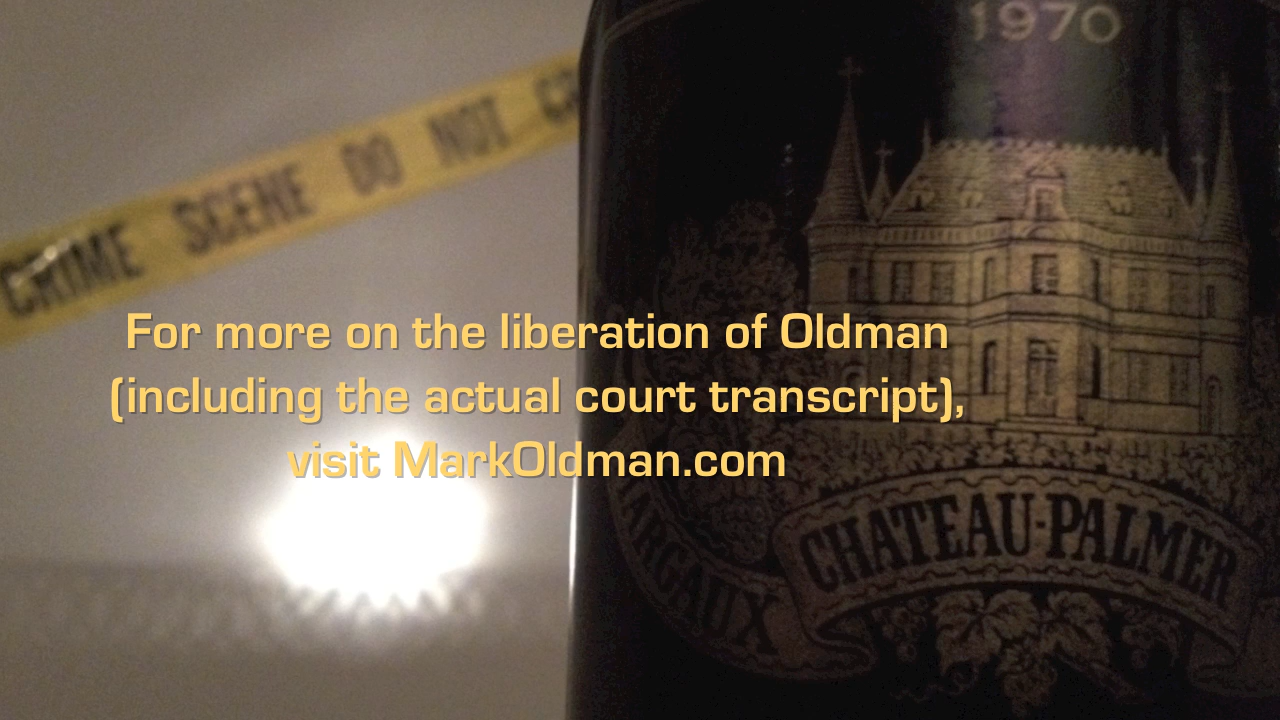 1970
CRIME SCENE DO NOT
For more on the liberation of Oldman
(including the actual court transcript),
visit MarkOldman.com
MARGAUX
CHATEAU-PALMER